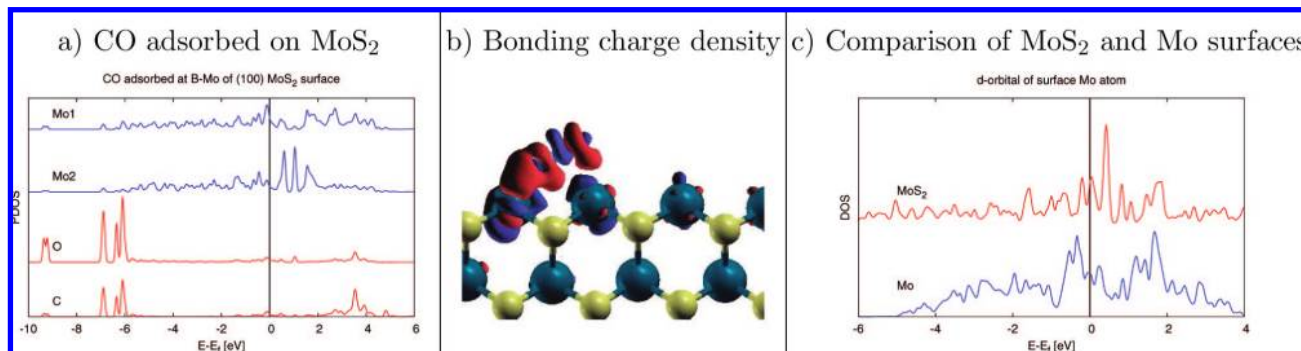 a) CO adsorbed on MoS₂
b) Bonding charge density
c) Comparison of MoS₂ and Mo surfaces
CO adsorbed at B-Mo of (100) MoS₂ surface
Mo1
Mo2
O
C
PDOS
-10 -8 -6 -4 -2 0 2 4 6
E-E_f [eV]
d-orbital of surface Mo atom
MoS₂
Mo
DOS
-6 -4 -2 0 2 4
E-E_f [eV]